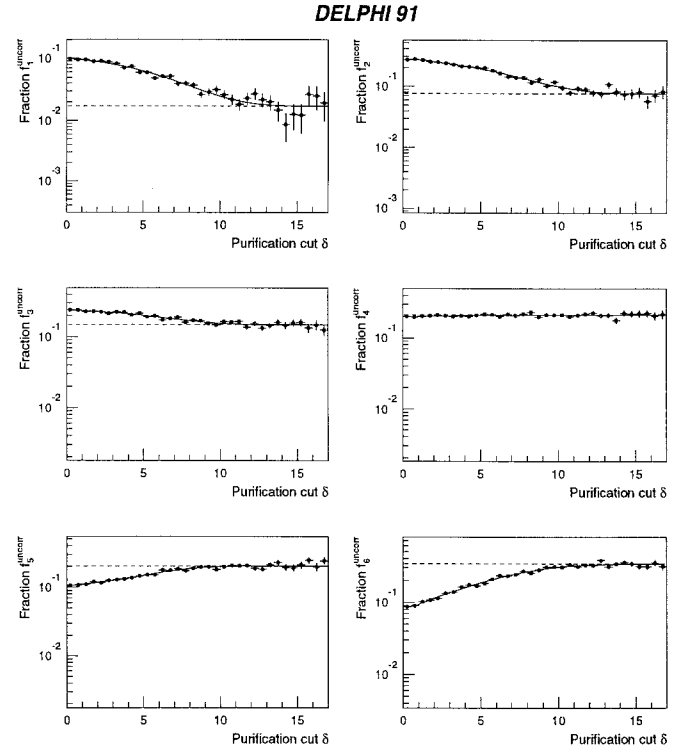 DELPHI 91
Fraction f₁ᵘⁿᶜᵒʳʳ
10⁻¹
10⁻²
10⁻³
0 5 10 15
Purification cut δ
Fraction f₂ᵘⁿᶜᵒʳʳ
10⁻¹
10⁻²
10⁻³
0 5 10 15
Purification cut δ
Fraction f₃ᵘⁿᶜᵒʳʳ
10⁻¹
10⁻²
0 5 10 15
Purification cut δ
Fraction f₄ᵘⁿᶜᵒʳʳ
10⁻¹
10⁻²
0 5 10 15
Purification cut δ
Fraction f₅ᵘⁿᶜᵒʳʳ
10⁻¹
10⁻²
0 5 10 15
Purification cut δ
Fraction f₆ᵘⁿᶜᵒʳʳ
10⁻¹
10⁻²
0 5 10 15
Purification cut δ